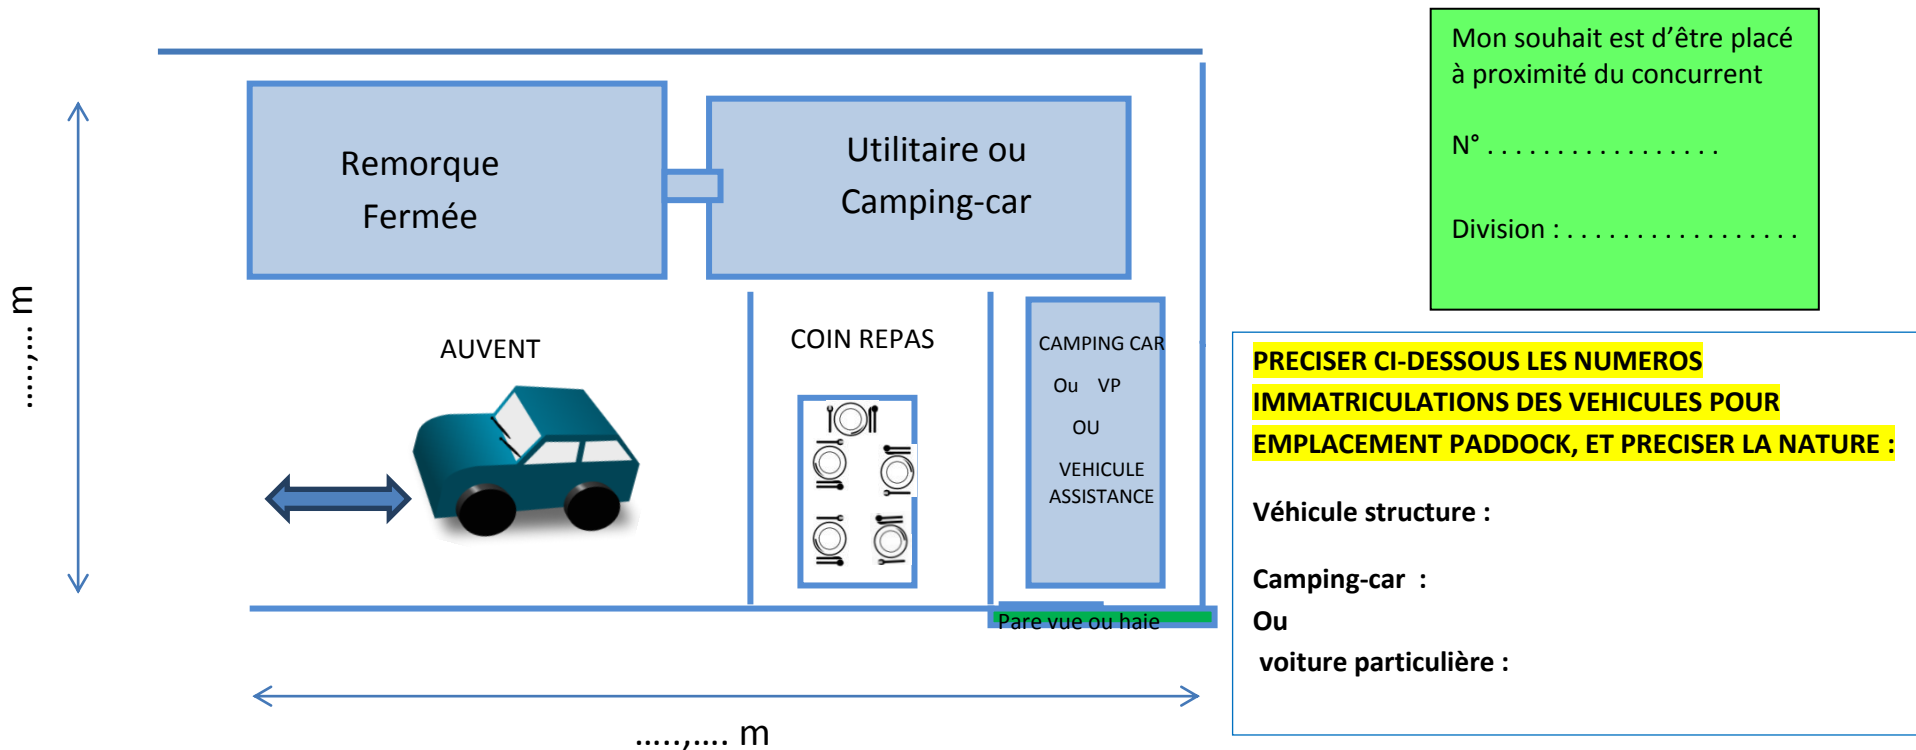 Mon souhait est d’être placé
à proximité du concurrent
N° . . . . . . . . . . . . . . . . .
Division : . . . . . . . . . . . . . . . . .
Remorque
Fermée
Utilitaire ou
Camping-car
…..,…. m
AUVENT
COIN REPAS
CAMPING CAR
Ou VP
OU
VEHICULE
ASSISTANCE
Pare vue ou haie
…..,…. m
PRECISER CI-DESSOUS LES NUMEROS
IMMATRICULATIONS DES VEHICULES POUR
EMPLACEMENT PADDOCK, ET PRECISER LA NATURE :
Véhicule structure :
Camping-car :
Ou
voiture particulière :